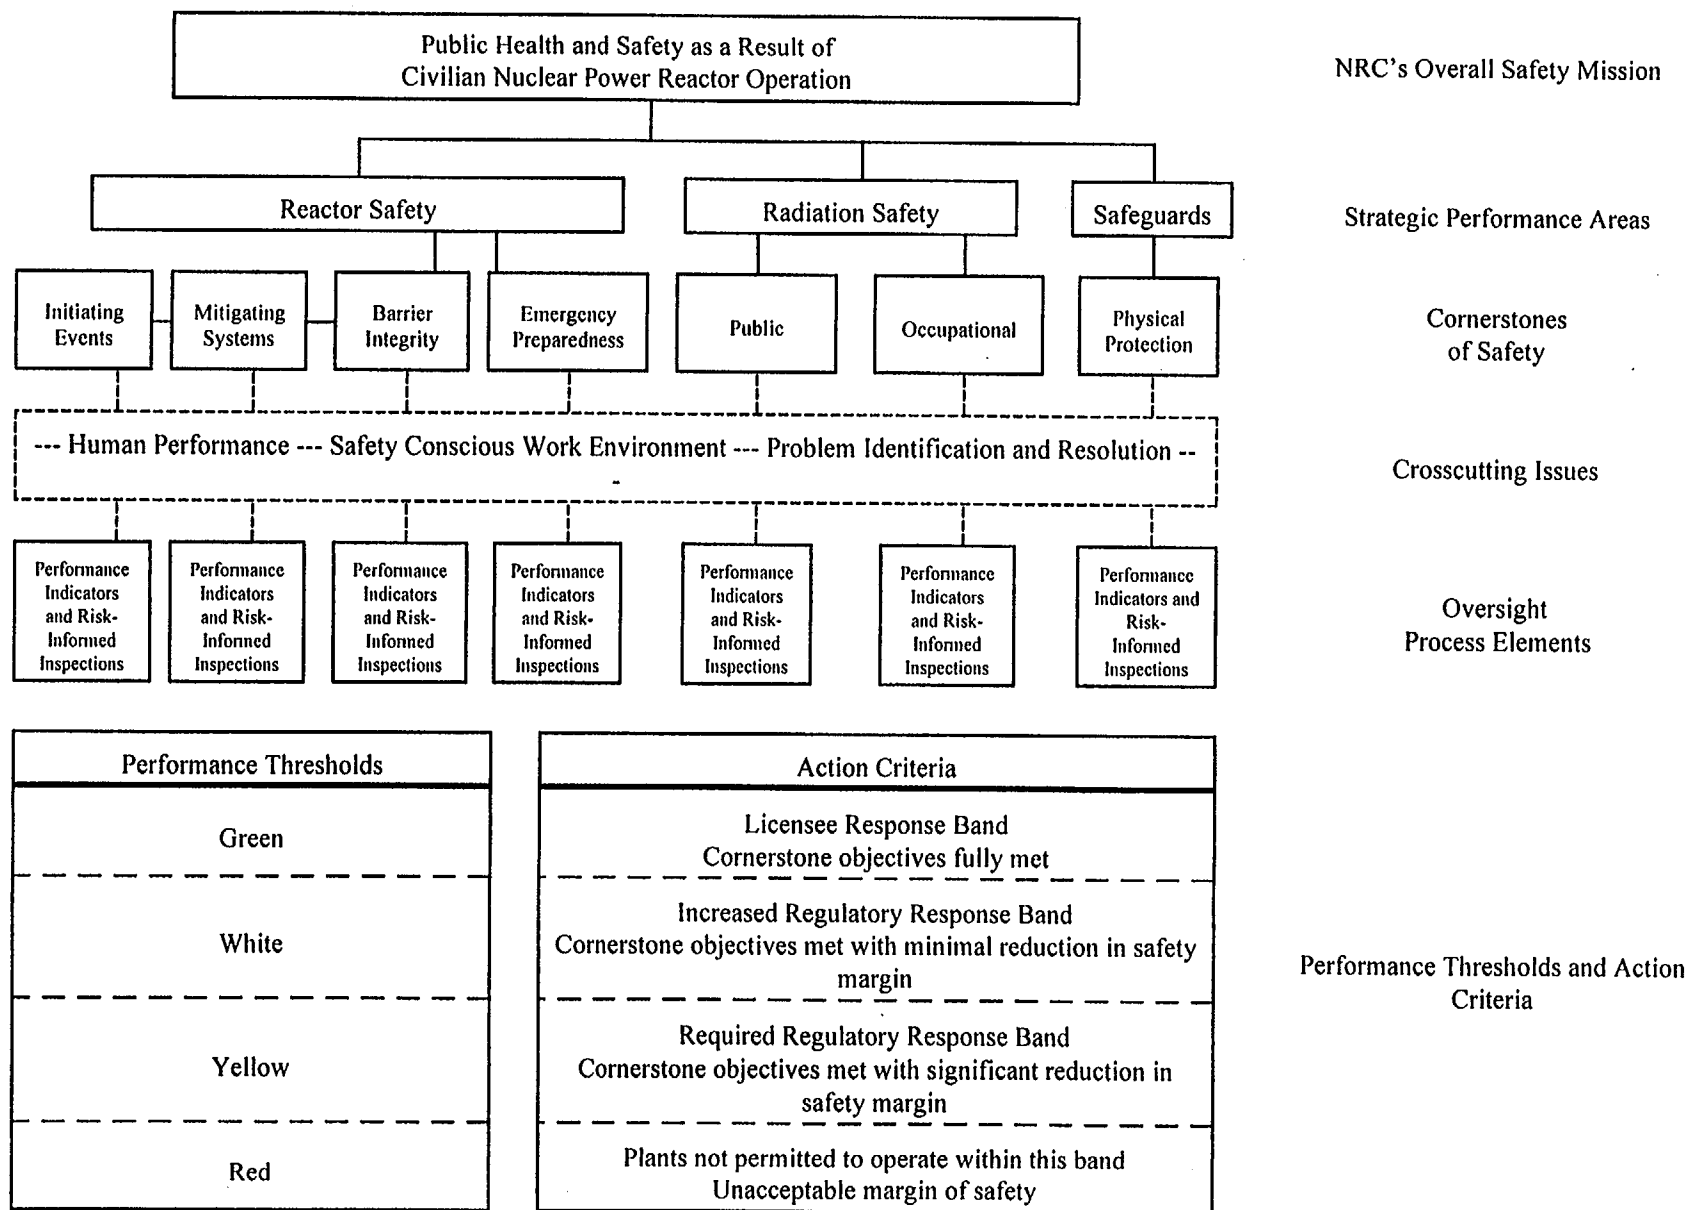 Public Health and Safety as a Result of
Civilian Nuclear Power Reactor Operation
NRC's Overall Safety Mission
Reactor Safety
Radiation Safety
Safeguards
Strategic Performance Areas
Initiating
Events
Mitigating
Systems
Barrier
Integrity
Emergency
Preparedness
Public
Occupational
Physical
Protection
Cornerstones
of Safety
--- Human Performance --- Safety Conscious Work Environment --- Problem Identification and Resolution --
-
Crosscutting Issues
Performance
Indicators
and Risk-
Informed
Inspections
Performance
Indicators
and Risk-
Informed
Inspections
Performance
Indicators
and Risk-
Informed
Inspections
Performance
Indicators
and Risk-
Informed
Inspections
Performance
Indicators
and Risk-
Informed
Inspections
Performance
Indicators
and Risk-
Informed
Inspections
Performance
Indicators and
Risk-
Informed
Inspections
Oversight
Process Elements
Performance Thresholds
Action Criteria
Green
Licensee Response Band
Cornerstone objectives fully met
White
Increased Regulatory Response Band
Cornerstone objectives met with minimal reduction in safety
margin
Yellow
Required Regulatory Response Band
Cornerstone objectives met with significant reduction in
safety margin
Red
Plants not permitted to operate within this band
Unacceptable margin of safety
Performance Thresholds and Action
Criteria